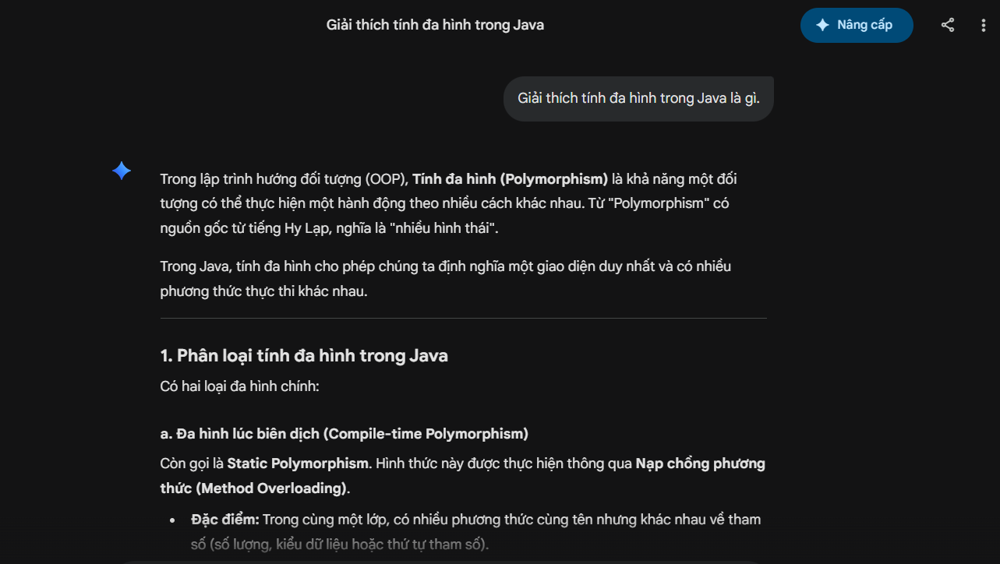 Giải thích tính đa hình trong Java
Nâng cấp
Giải thích tính đa hình trong Java là gì.
Trong lập trình hướng đối tượng (OOP), Tính đa hình (Polymorphism) là khả năng một đối
tượng có thể thực hiện một hành động theo nhiều cách khác nhau. Từ "Polymorphism" có
nguồn gốc từ tiếng Hy Lạp, nghĩa là "nhiều hình thái".
Trong Java, tính đa hình cho phép chúng ta định nghĩa một giao diện duy nhất và có nhiều
phương thức thực thi khác nhau.
1. Phân loại tính đa hình trong Java
Có hai loại đa hình chính:
a. Đa hình lúc biên dịch (Compile-time Polymorphism)
Còn gọi là Static Polymorphism. Hình thức này được thực hiện thông qua Nạp chồng phương
thức (Method Overloading).
• Đặc điểm: Trong cùng một lớp, có nhiều phương thức cùng tên nhưng khác nhau về tham
số (số lượng, kiểu dữ liệu hoặc thứ tự tham số).